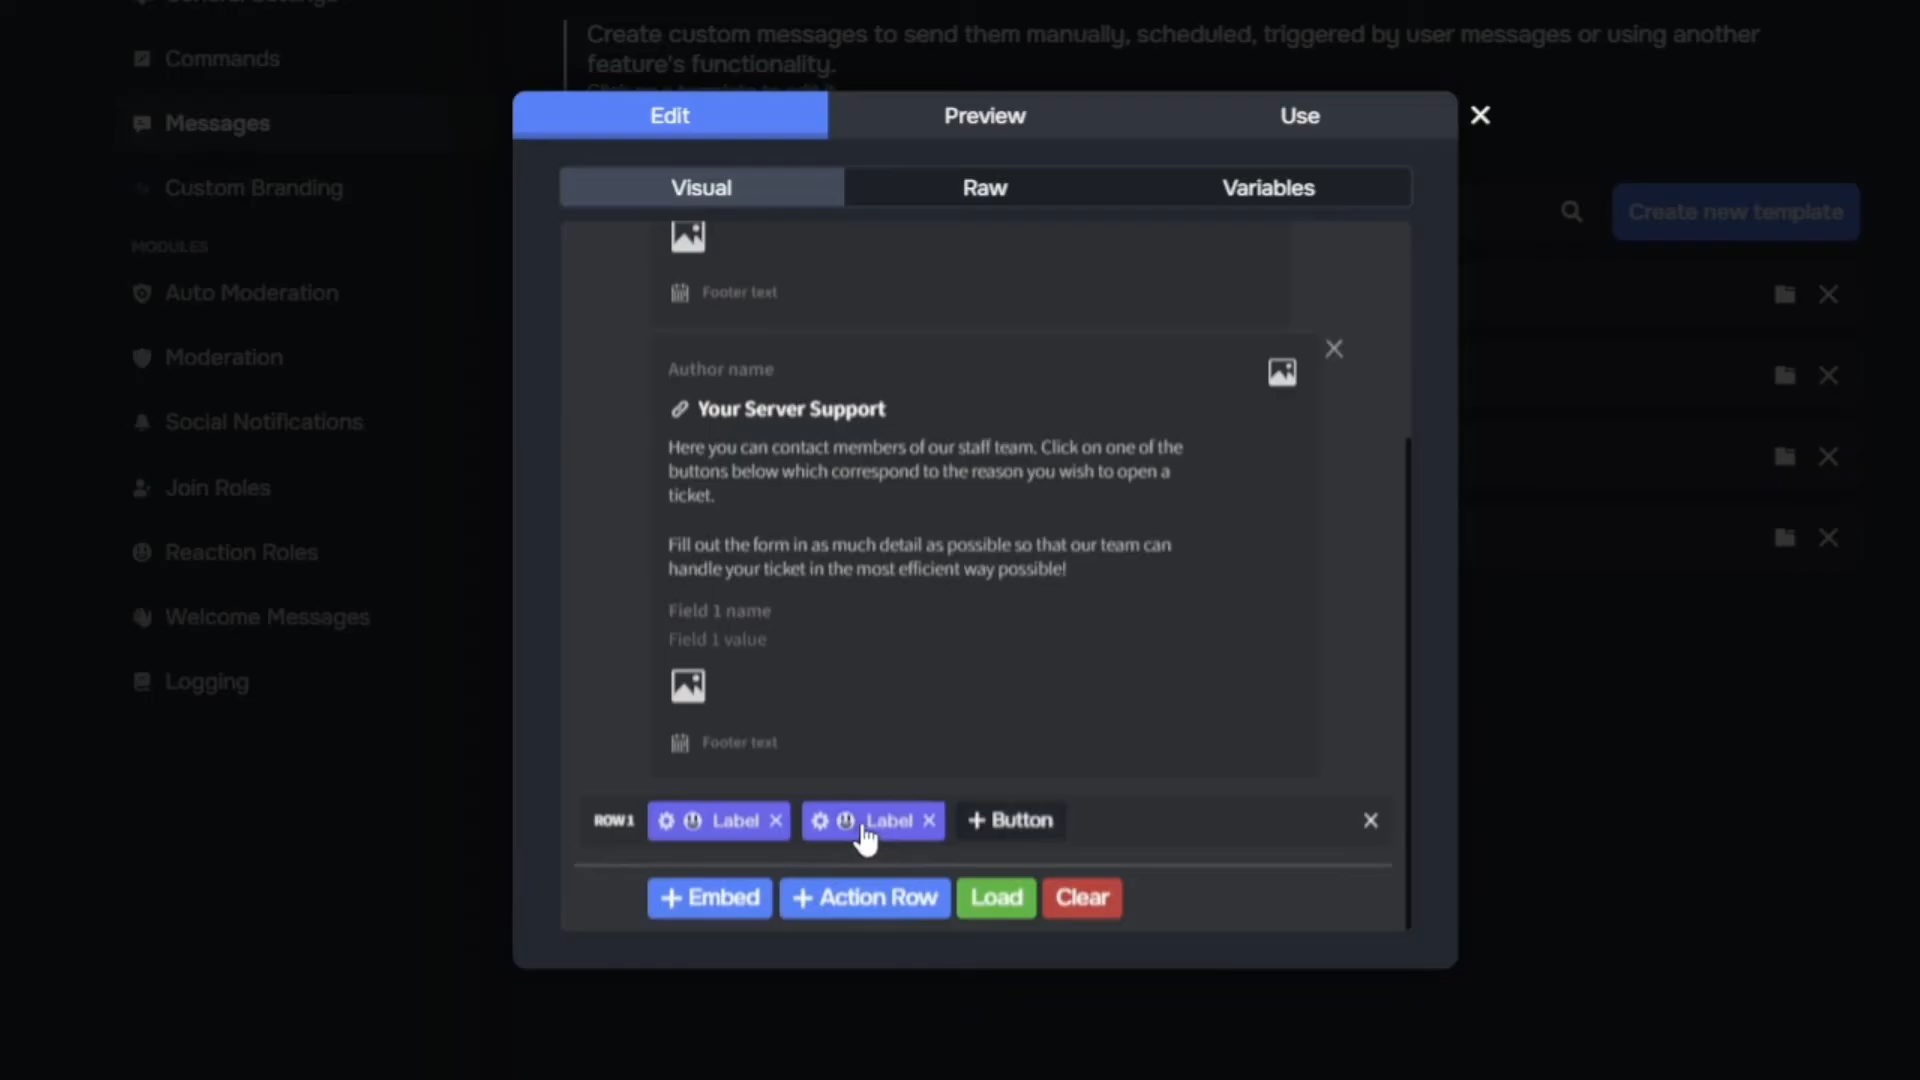 Create custom messages to send them manually, scheduled, triggered by user messages or using another
feature's functionality.
Commands
Messages
Custom Branding
MODULES
Auto Moderation
Moderation
Social Notifications
Join Roles
Reaction Roles
Welcome Messages
Logging
Create new template
Edit
Preview
Use
Visual
Raw
Variables
Footer text
Author name
Your Server Support
Here you can contact members of our staff team. Click on one of the
buttons below which correspond to the reason you wish to open a
ticket.
Fill out the form in as much detail as possible so that our team can
handle your ticket in the most efficient way possible!
Field 1 name
Field 1 value
Footer text
ROW 1
Label
Label
+ Button
+ Embed
+ Action Row
Load
Clear